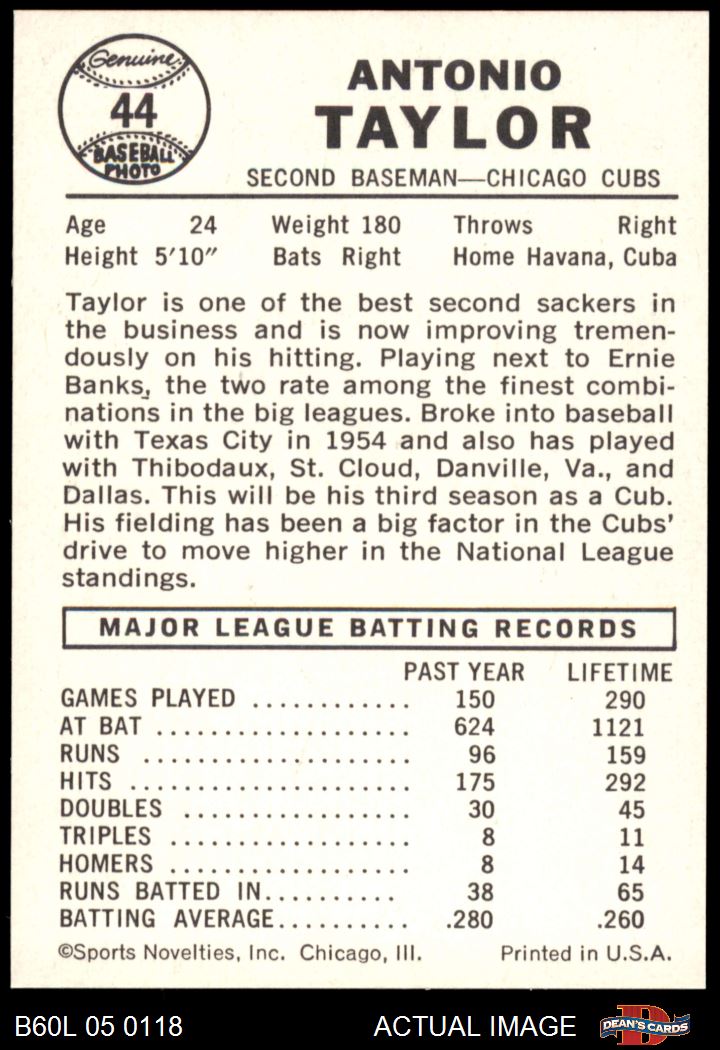 Genuine
44
BASEBALL
PHOTO
ANTONIO
TAYLOR
SECOND BASEMAN—CHICAGO CUBS
Age 24 Weight 180 Throws Right
Height 5'10" Bats Right Home Havana, Cuba
Taylor is one of the best second sackers in
the business and is now improving tremen-
dously on his hitting. Playing next to Ernie
Banks, the two rate among the finest combi-
nations in the big leagues. Broke into baseball
with Texas City in 1954 and also has played
with Thibodaux, St. Cloud, Danville, Va., and
Dallas. This will be his third season as a Cub.
His fielding has been a big factor in the Cubs'
drive to move higher in the National League
standings.
MAJOR LEAGUE BATTING RECORDS
PAST YEAR LIFETIME
GAMES PLAYED ............ 150 290
AT BAT .................... 624 1121
RUNS ..................... 96 159
HITS ...................... 175 292
DOUBLES .................. 30 45
TRIPLES ................... 8 11
HOMERS ................... 8 14
RUNS BATTED IN.......... 38 65
BATTING AVERAGE.......... .280 .260
©Sports Novelties, Inc. Chicago, Ill. Printed in U.S.A.
B60L 05 0118 ACTUAL IMAGE DEAN'S CARDS